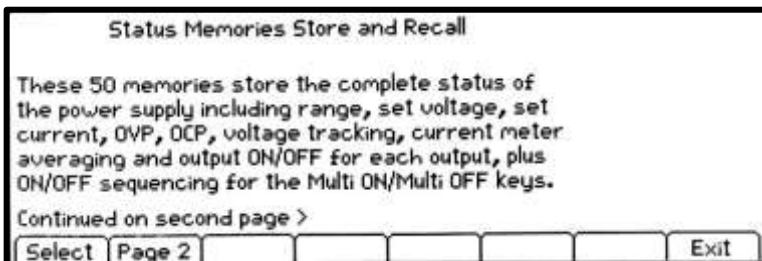 Status Memories Store and Recall
These 50 memories store the complete status of
the power supply including range, set voltage, set
current, OVP, OCP, voltage tracking, current meter
averaging and output ON/OFF for each output, plus
ON/OFF sequencing for the Multi ON/Multi OFF keys.
Continued on second page >
Select Page 2 Exit